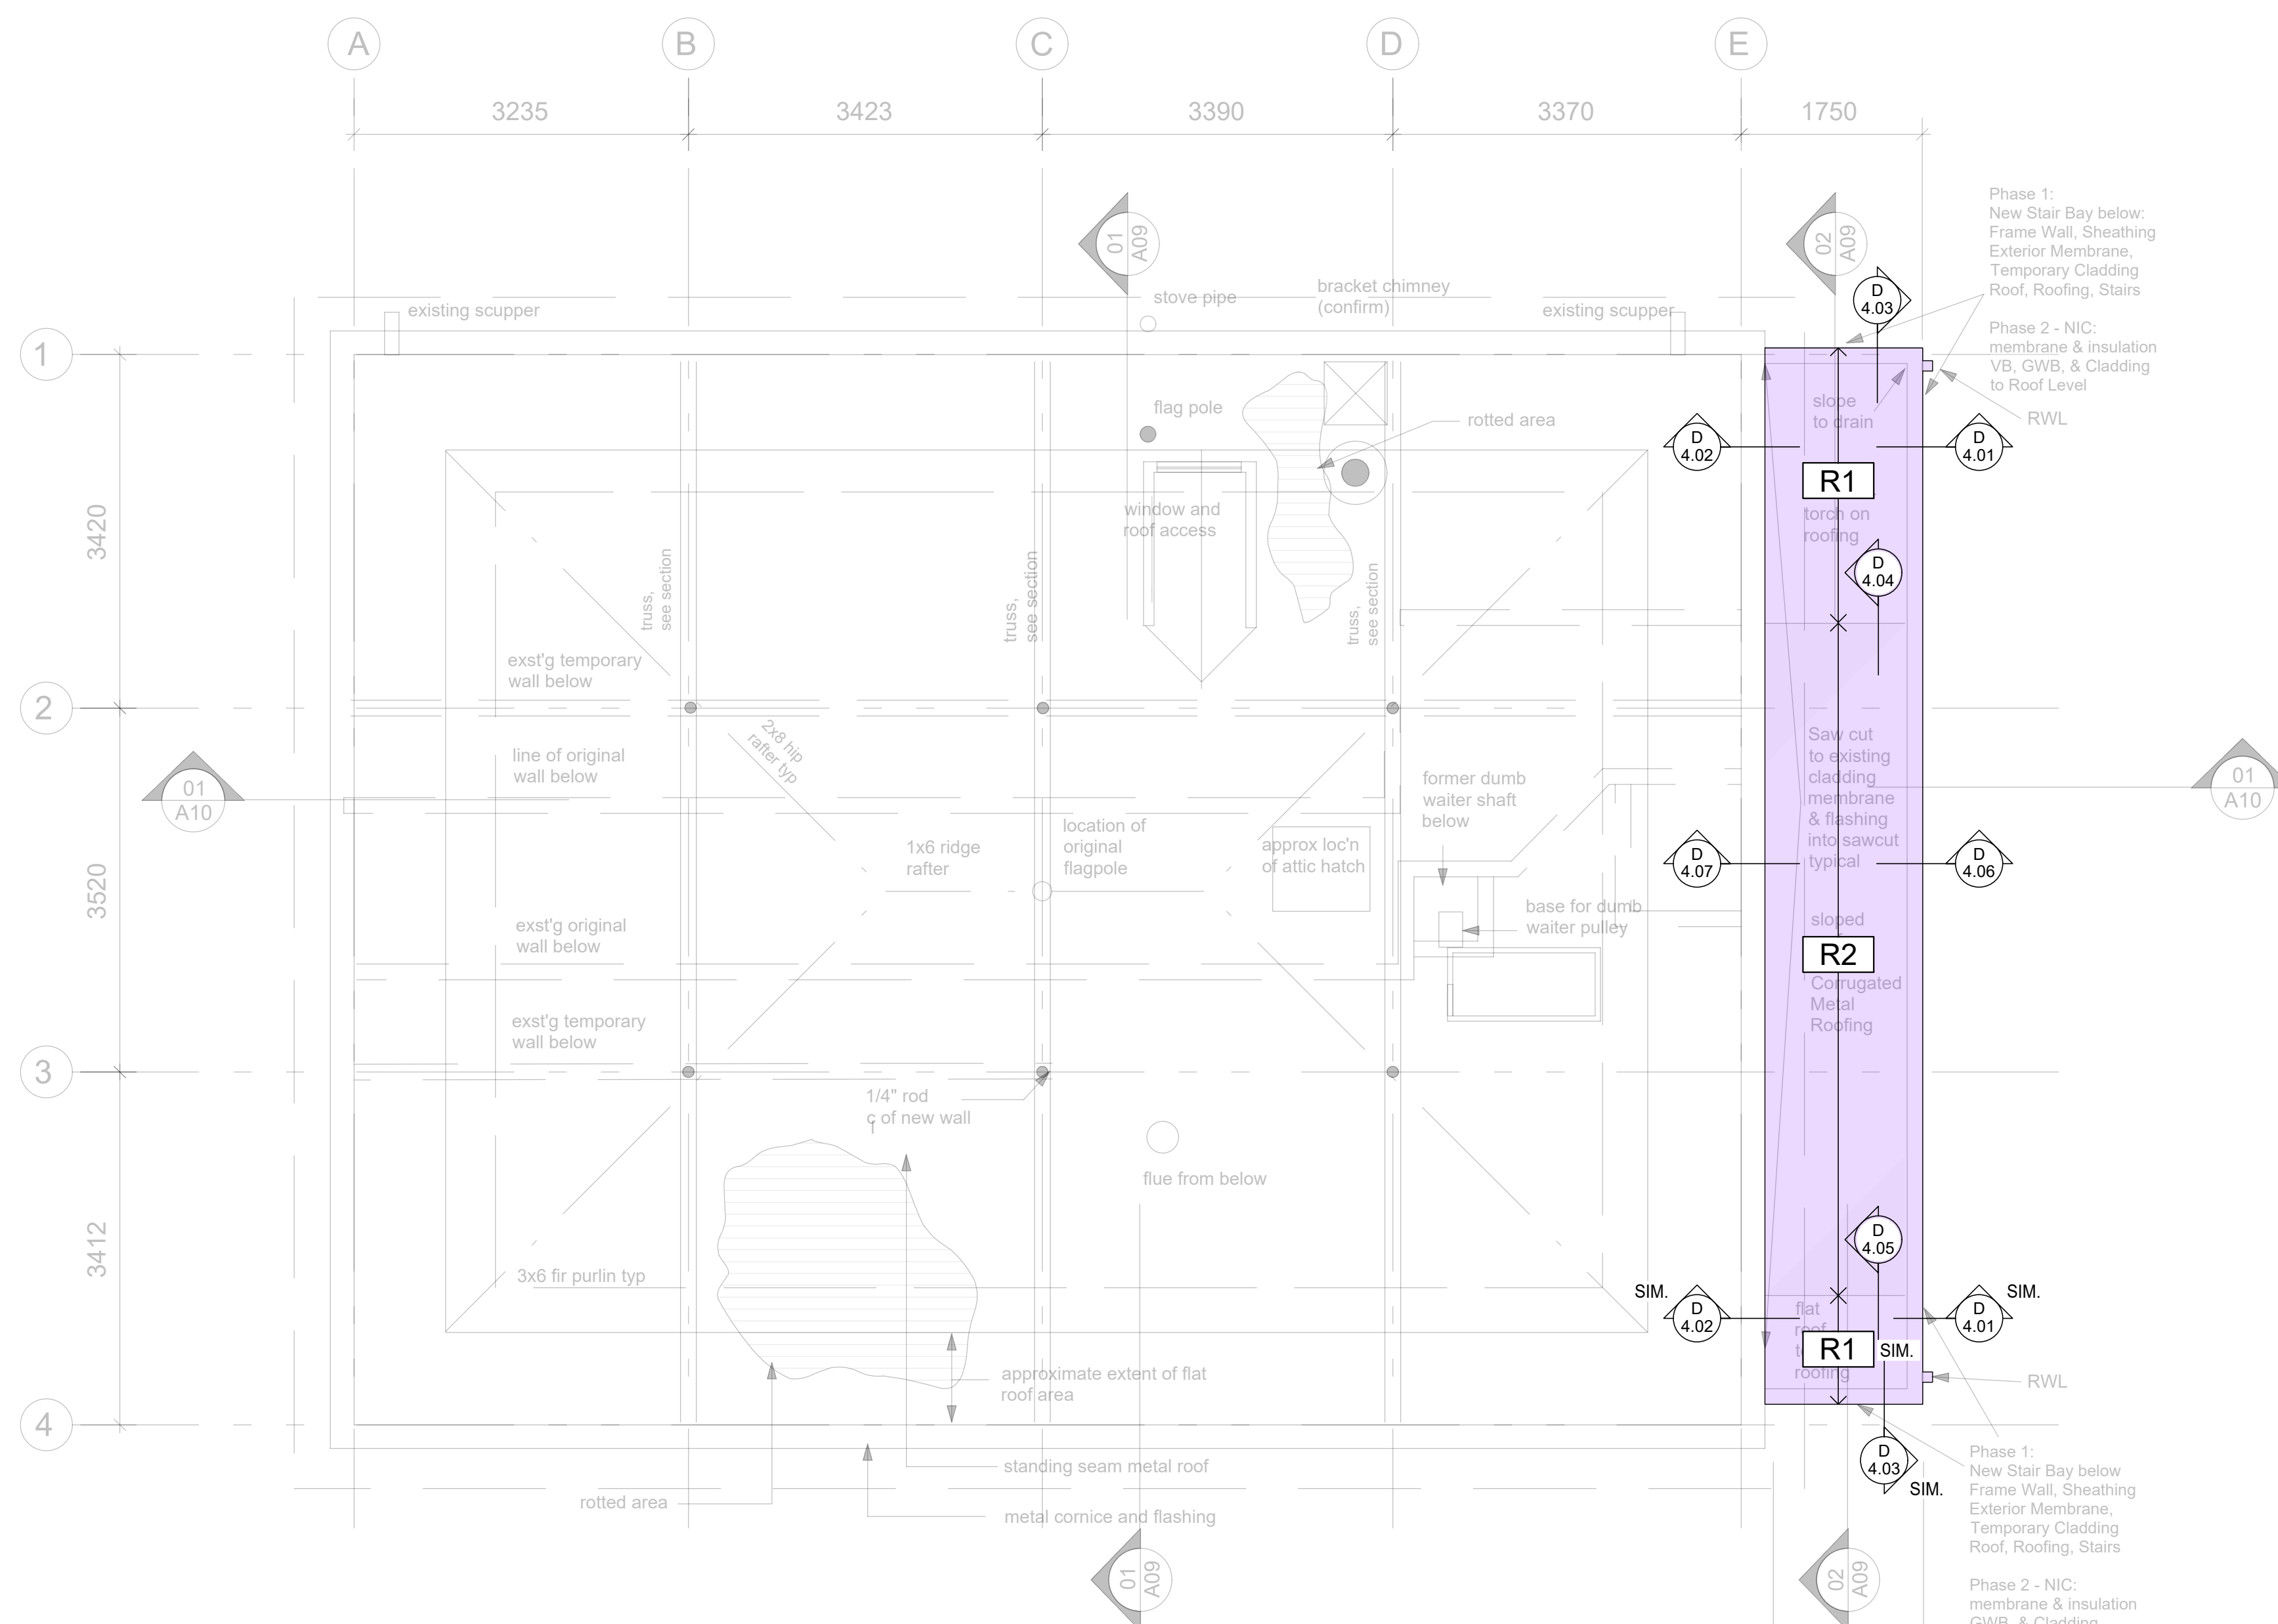 A
B
C
D
E
3235
3423
3390
3370
1750
Phase 1:
New Stair Bay below:
Frame Wall, Sheathing
Exterior Membrane,
Temporary Cladding
Roof, Roofing, Stairs
Phase 2 - NIC:
membrane & insulation
VB, GWB, & Cladding
to Roof Level
RWL
01
A09
02
A09
D
4.03
existing scupper
stove pipe
bracket chimney
(confirm)
existing scupper
1
flag pole
rotted area
slope
to drain
D
4.02
D
4.01
R1
window and
roof access
torch on
roofing
3420
truss,
see section
truss,
see section
truss,
see section
D
4.04
exst'g temporary
wall below
2
2x8 hip
rafter typ
line of original
wall below
01
A10
former dumb
waiter shaft
below
Saw cut
to existing
cladding
membrane
& flashing
into sawcut
typical
01
A10
1x6 ridge
rafter
location of
original
flagpole
approx loc'n
of attic hatch
D
4.07
D
4.06
3520
exst'g original
wall below
base for dumb
waiter pulley
sloped
R2
Corrugated
Metal
Roofing
exst'g temporary
wall below
3
1/4" rod
c of new wall
flue from below
3412
3x6 fir purlin typ
D
4.05
SIM.
D
4.02
SIM.
D
4.01
flat
roof
R1
SIM.
roofing
approximate extent of flat
roof area
RWL
4
standing seam metal roof
rotted area
metal cornice and flashing
D
4.03
SIM.
Phase 1:
New Stair Bay below
Frame Wall, Sheathing
Exterior Membrane,
Temporary Cladding
Roof, Roofing, Stairs
Phase 2 - NIC:
membrane & insulation
GWB, & Cladding
01
A09
02
A09